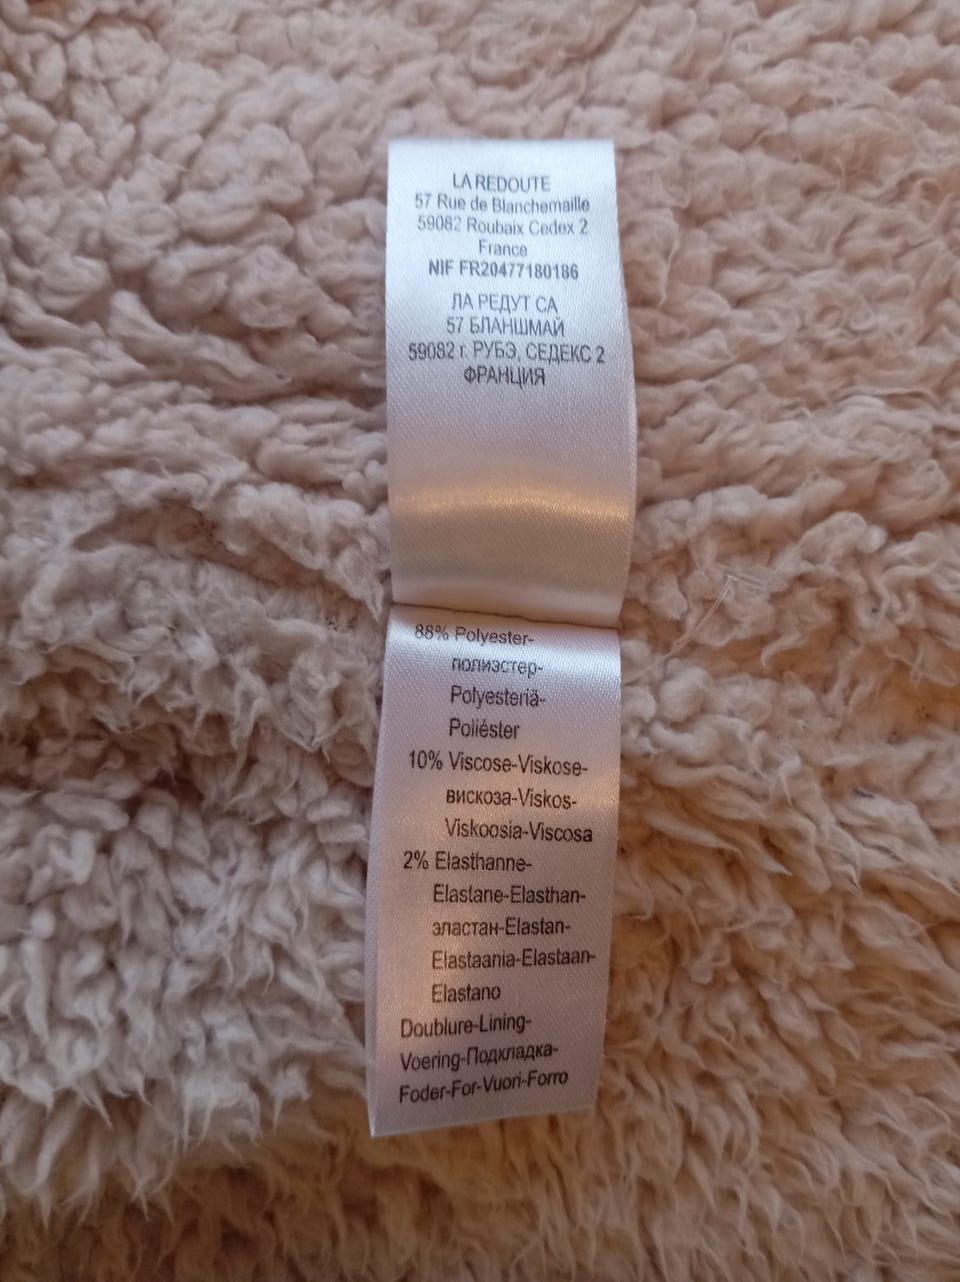 LA REDOUTE
57 Rue de Blanchemaille
59082 Roubaix Cedex 2
France
NIF FR20477180186
ЛА РЕДУТ СА
57 БЛАНШМАЙ
59082 г. РУБЭ, СЕДЕКС 2
ФРАНЦИЯ
88% Polyester-
полиэстер-
Polyesteriä-
Poliéster
10% Viscose-Viskose-
вискоза-Viskos-
Viskoosia-Viscosa
2% Elasthanne-
Elastane-Elasthan-
эластан-Elastan-
Elastaania-Elastaan-
Elastano
Doublure-Lining-
Voering-Подкладка-
Foder-For-Vuori-Forro